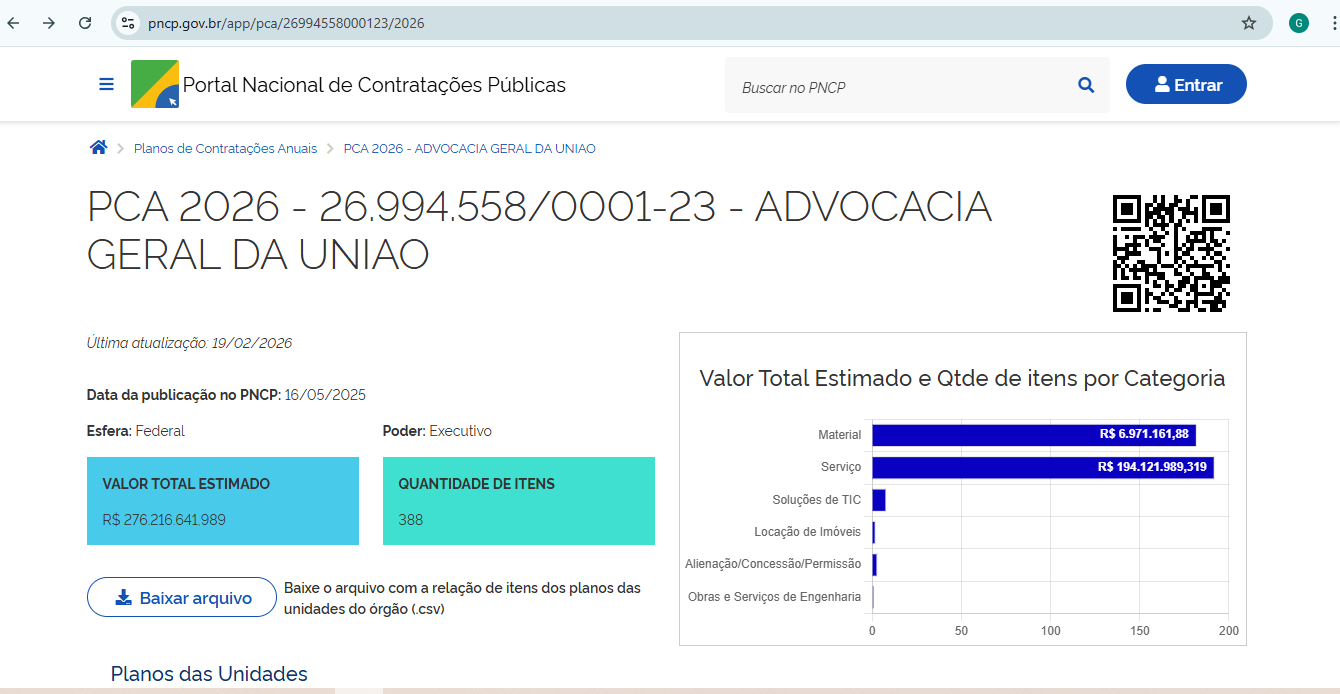 pncp.gov.br/app/pca/26994558000123/2026
G
Portal Nacional de Contratações Públicas
Buscar no PNCP
Entrar
Planos de Contratações Anuais
PCA 2026 - ADVOCACIA GERAL DA UNIAO
PCA 2026 - 26.994.558/0001-23 - ADVOCACIA
GERAL DA UNIAO
Última atualização: 19/02/2026
Data da publicação no PNCP: 16/05/2025
Esfera: Federal
Poder: Executivo
VALOR TOTAL ESTIMADO
R$ 276.216.641,989
QUANTIDADE DE ITENS
388
Baixar arquivo
Baixe o arquivo com a relação de itens dos planos das
unidades do órgão (.csv)
Valor Total Estimado e Qtde de itens por Categoria
Material
R$ 6.971.161,88
Serviço
R$ 194.121.989,319
Soluções de TIC
Locação de Imóveis
Alienação/Concessão/Permissão
Obras e Serviços de Engenharia
0 50 100 150 200
Planos das Unidades